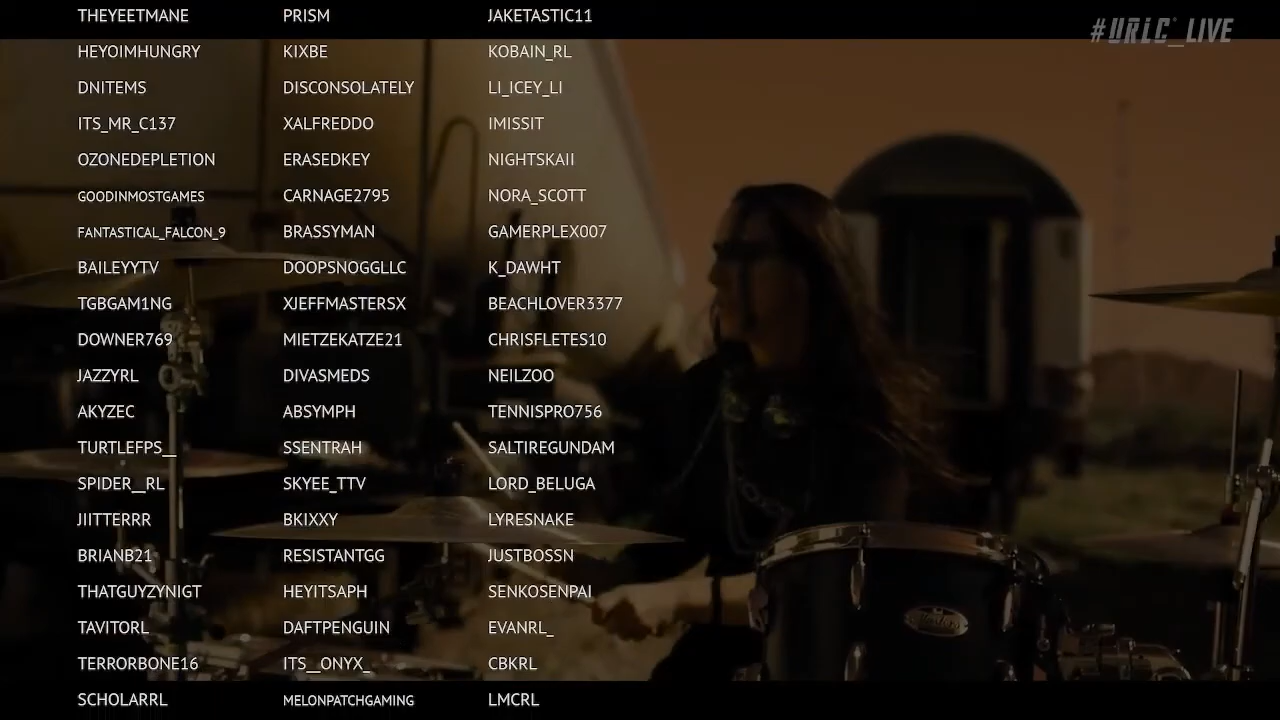 THEYEETMANE PRISM JAKETASTIC11
#URLC_LIVE
HEYOIMHUNGRY KIXBE KOBAIN_RL
DNITEMS DISCONSOLATELY LI_ICEY_LI
ITS_MR_C137 XALFREDDO IMISSIT
OZONEDEPLETION ERASEDKEY NIGHTSKAII
GOODINMOSTGAMES CARNAGE2795 NORA_SCOTT
FANTASTICAL_FALCON_9 BRASSYMAN GAMERPLEX007
BAILEYYTV DOOPSNOGGLLC K_DAWHT
TGBGAM1NG XJEFFMASTERSX BEACHLOVER3377
DOWNER769 MIETZEKATZE21 CHRISFLETES10
JAZZYRL DIVASMEDS NEILZOO
AKYZEC ABSYMPH TENNISPRO756
TURTLEFPS__ SSENTRAH SALTIREGUNDAM
SPIDER__RL SKYEE_TTV LORD_BELUGA
JIITTERRR BKIXXY LYRESNAKE
BRIANB21 RESISTANTGG JUSTBOSSN
THATGUYZYNIGT HEYITSAPH SENKOSENPAI
TAVITORL DAFTPENGUIN EVANRL_
TERRORBONE16 ITS__ONYX_ CBKRL
SCHOLARRL MELONPATCHGAMING LMCRL